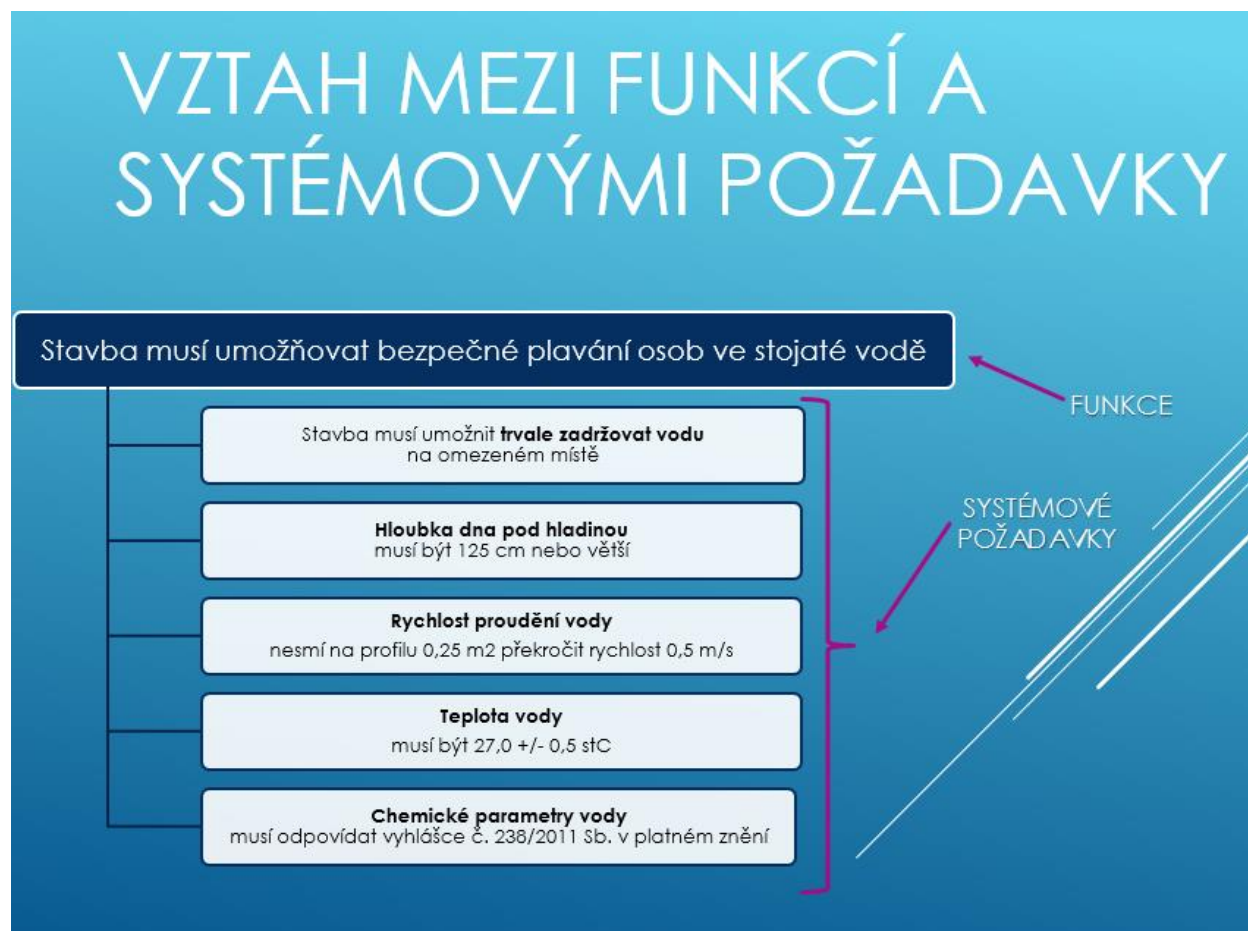 VZTAH MEZI FUNKCÍ A
SYSTÉMOVÝMI POŽADAVKY
Stavba musí umožňovat bezpečné plavání osob ve stojaté vodě
FUNKCE
Stavba musí umožnit trvale zadržovat vodu
na omezeném místě
Hloubka dna pod hladinou
musí být 125 cm nebo větší
SYSTÉMOVÉ
POŽADAVKY
Rychlost proudění vody
nesmí na profilu 0,25 m2 překročit rychlost 0,5 m/s
Teplota vody
musí být 27,0 +/- 0,5 stC
Chemické parametry vody
musí odpovídat vyhlášce č. 238/2011 Sb. v platném znění